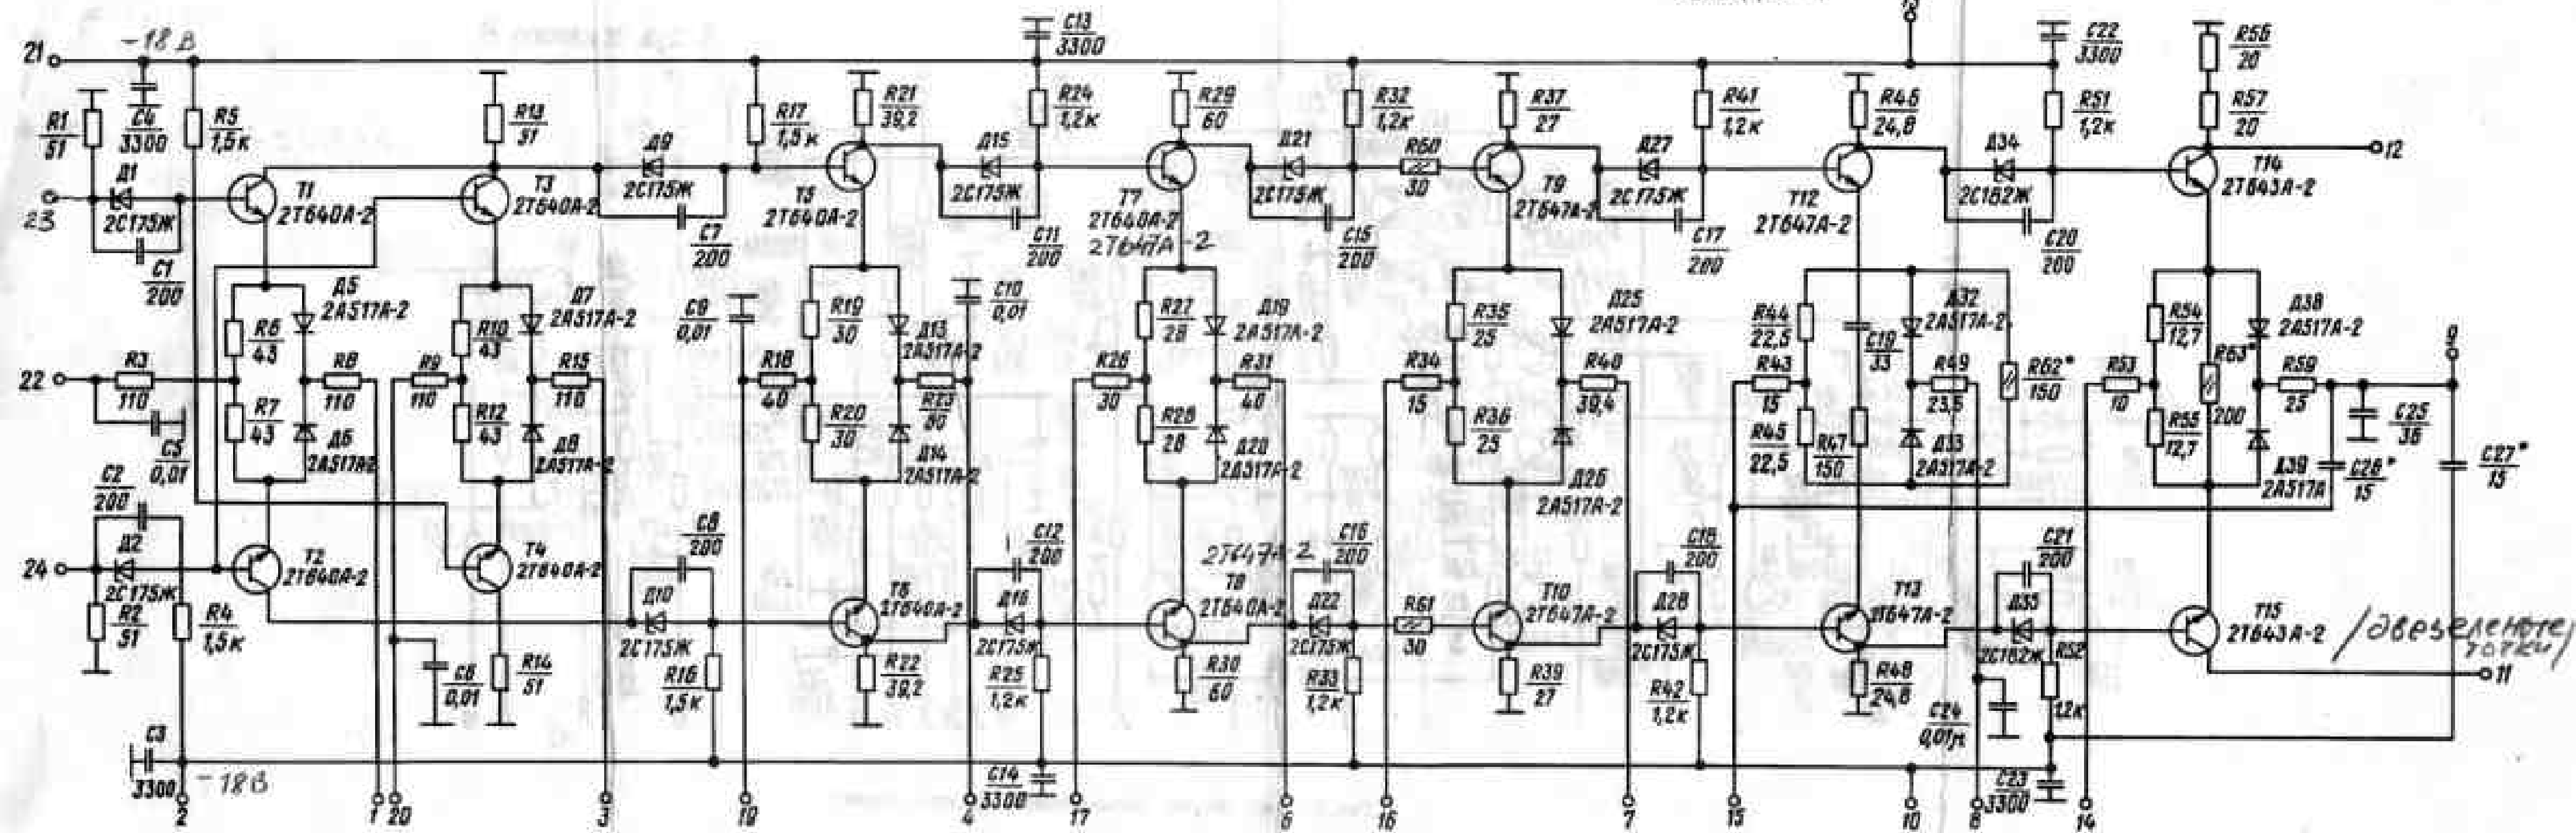 21
-18 В
C4
3300
R1
51
R5
1,5к
Д1
2С175Ж
23
C1
200
T1
2Т640А-2
R13
51
T3
2Т640А-2
Д9
2С175Ж
C7
200
R17
1,5к
R21
39,2
T5
2Т640А-2
C13
3300
R24
1,2к
Д15
2С175Ж
C11
200
R29
60
T7
2Т640А-2
2Т647А-2
Д21
2С175Ж
C15
200
R32
1,2к
R60
30
R37
27
T9
2Т647А-2
Д27
2С175Ж
C17
200
R41
1,2к
13
R46
24,8
T12
2Т647А-2
C22
3300
R51
1,2к
Д34
2С182Ж
C20
200
R56
20
R57
20
T14
2Т643А-2
12
22
R3
110
C5
0,01
R6
43
R7
43
Д5
2А517А-2
Д6
2А517А-2
R8
110
R9
110
R10
43
R12
43
Д7
2А517А-2
Д8
2А517А-2
R15
110
C9
0,01
R18
40
R19
30
R20
30
Д13
2А517А-2
Д14
2А517А-2
R23
C10
0,01
R26
30
R27
28
R28
28
Д19
2А517А-2
Д20
2А517А-2
R31
40
R34
15
R35
25
R36
25
Д25
2А517А-2
Д26
2А517А-2
R40
39,4
R44
22,5
R43
15
R45
22,5
C19
33
R47
150
Д32
2А517А-2
Д33
2А517А-2
R49
23,5
R62*
150
R53
10
R54
12,7
R55
12,7
R63*
200
Д38
2А517А-2
Д39
2А517А
R59
25
C25
36
C26*
15
9
C27*
15
C2
200
24
Д2
2С175Ж
R2
51
R4
1,5к
T2
2Т640А-2
T4
2Т640А-2
C6
0,01
R14
51
C8
200
Д10
2С175Ж
R16
1,5к
T6
2Т640А-2
R22
39,2
C12
200
Д16
2С175Ж
R25
1,2к
2Т647А-2
T8
2Т640А-2
R30
60
C16
200
Д22
2С175Ж
R33
1,2к
R61
30
T10
2Т647А-2
R39
27
C18
200
Д28
2С175Ж
R42
1,2к
T13
2Т647А-2
R48
24,8
C21
200
Д35
2С182Ж
R52
1,2к
C24
0,01м
T15
2Т643А-2
11
C3
3300
-18В
C14
3300
C23
3300
2
1
20
3
19
4
17
6
16
7
15
10
8
14